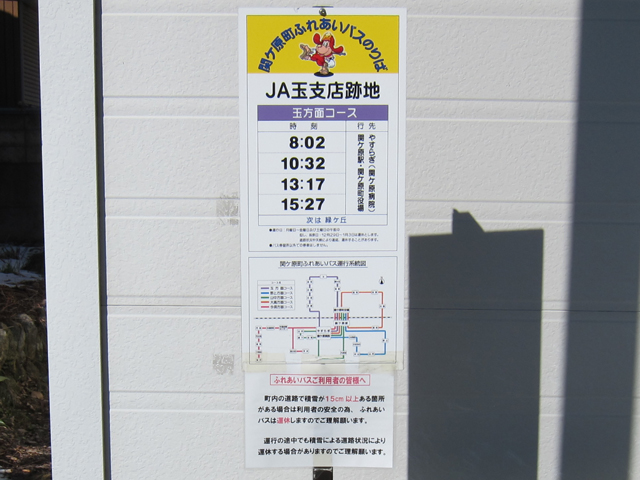 関ケ原町ふれあいバスのりば
JA玉支店跡地
玉方面コース
時 刻
行 先
8:02
10:32
13:17
15:27
やすらぎ(関ケ原病院)
関ケ原駅・関ケ原町役場
次は 緑ケ丘
関ケ原町ふれあいバス運行系統図
ふれあいバスご利用者の皆様へ
町内の道路で積雪が15cm以上ある箇所
がある場合は利用者の安全の為、ふれあい
バスは運休しますのでご理解願います。
運行の途中でも積雪による道路状況により
運休する場合がありますのでご理解願います。